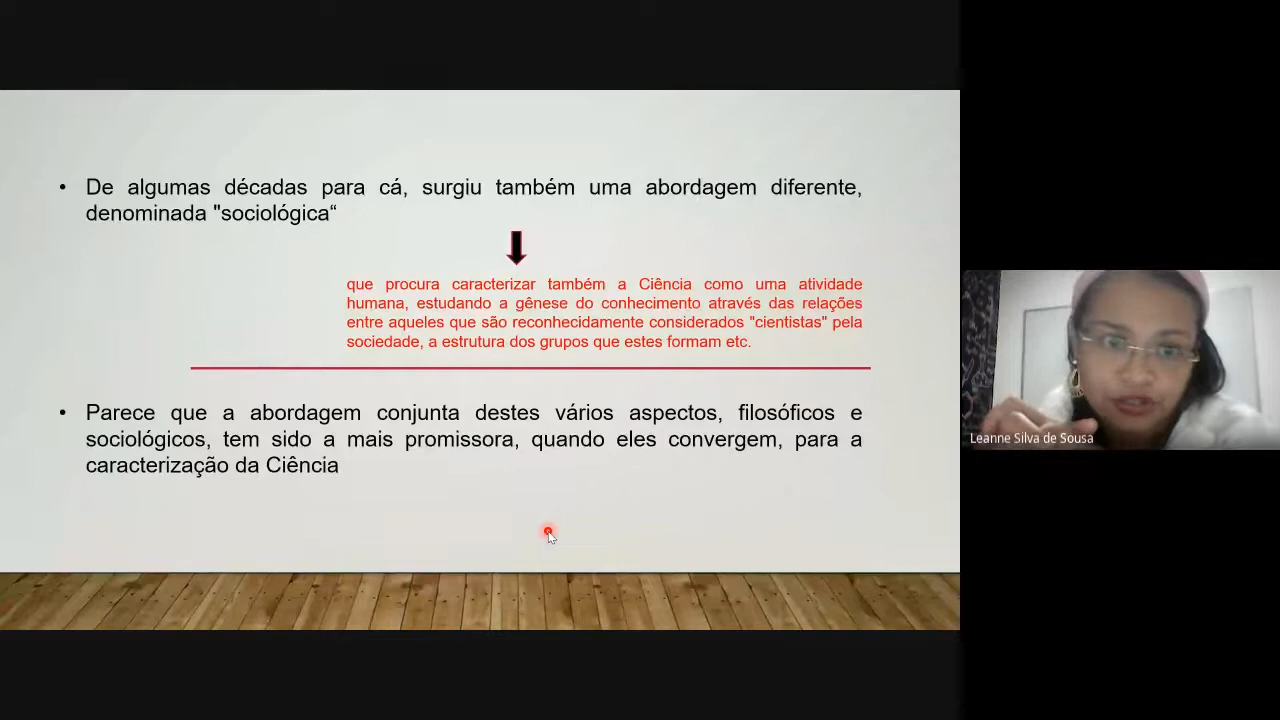 • De algumas décadas para cá, surgiu também uma abordagem diferente,
denominada "sociológica“
que procura caracterizar também a Ciência como uma atividade
humana, estudando a gênese do conhecimento através das relações
entre aqueles que são reconhecidamente considerados "cientistas" pela
sociedade, a estrutura dos grupos que estes formam etc.
• Parece que a abordagem conjunta destes vários aspectos, filosóficos e
sociológicos, tem sido a mais promissora, quando eles convergem, para a
caracterização da Ciência
Leanne Silva de Sousa